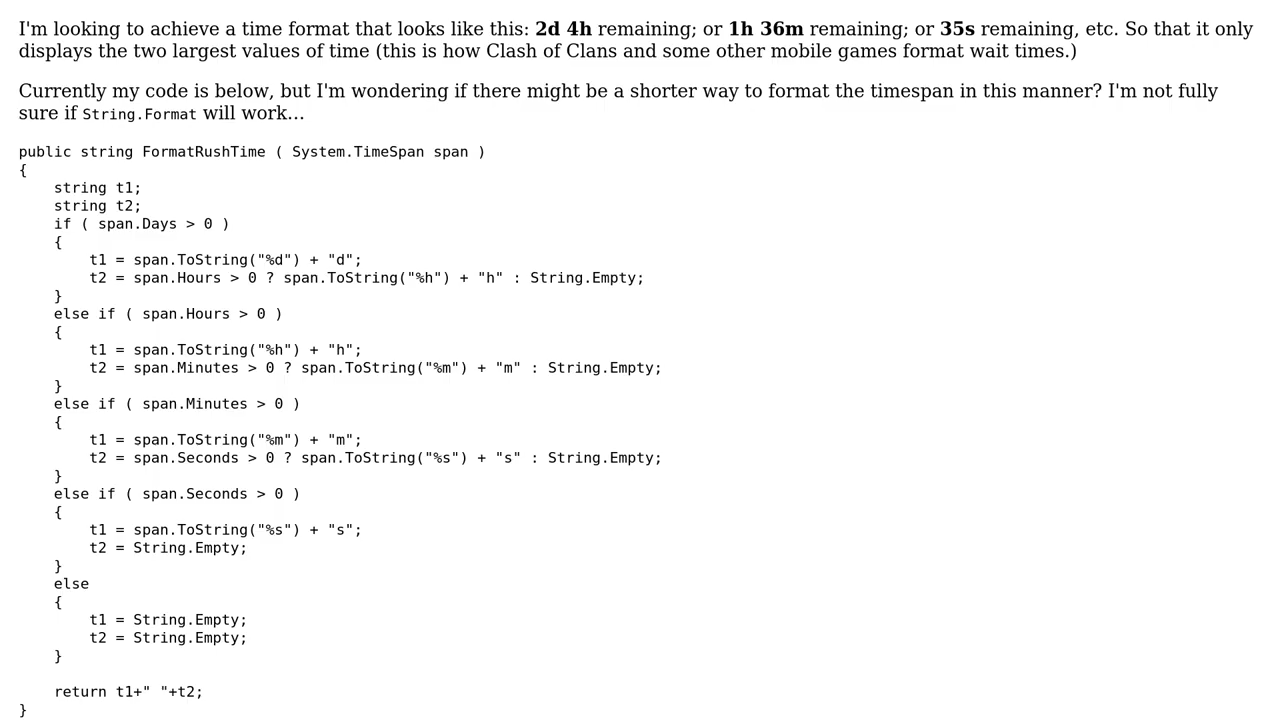 I'm looking to achieve a time format that looks like this: 2d 4h remaining; or 1h 36m remaining; or 35s remaining, etc. So that it only
displays the two largest values of time (this is how Clash of Clans and some other mobile games format wait times.)
Currently my code is below, but I'm wondering if there might be a shorter way to format the timespan in this manner? I'm not fully
sure if String.Format will work...
public string FormatRushTime ( System.TimeSpan span )
{
    string t1;
    string t2;
    if ( span.Days > 0 )
    {
        t1 = span.ToString("%d") + "d";
        t2 = span.Hours > 0 ? span.ToString("%h") + "h" : String.Empty;
    }
    else if ( span.Hours > 0 )
    {
        t1 = span.ToString("%h") + "h";
        t2 = span.Minutes > 0 ? span.ToString("%m") + "m" : String.Empty;
    }
    else if ( span.Minutes > 0 )
    {
        t1 = span.ToString("%m") + "m";
        t2 = span.Seconds > 0 ? span.ToString("%s") + "s" : String.Empty;
    }
    else if ( span.Seconds > 0 )
    {
        t1 = span.ToString("%s") + "s";
        t2 = String.Empty;
    }
    else
    {
        t1 = String.Empty;
        t2 = String.Empty;
    }
    return t1+" "+t2;
}